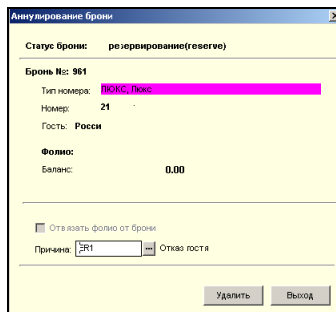 Аннулирование брони
Статус брони: резервирование(reserve)
Бронь №: 961
Тип номера: ЛЮКС, Люкс
Номер: 21
Гость: Росси
Фолио:
Баланс: 0.00
Отвязать фолио от брони
Причина: ER1 ... Отказ гостя
Удалить Выход